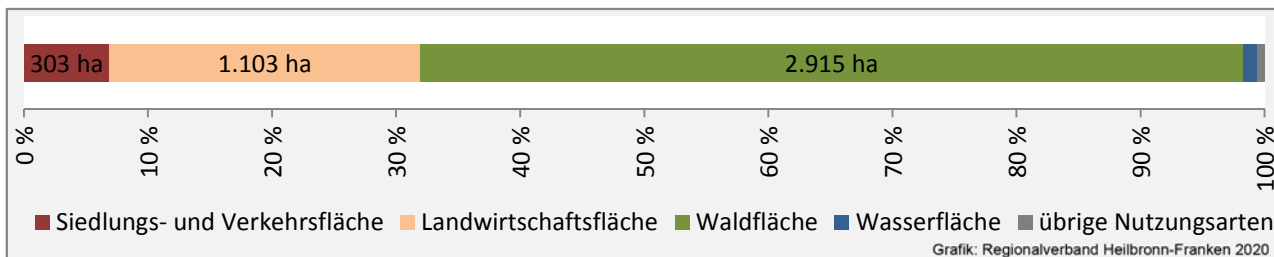 303 ha 1.103 ha 2.915 ha
0 % 10 % 20 % 30 % 40 % 50 % 60 % 70 % 80 % 90 % 100 %
Siedlungs- und Verkehrsfläche Landwirtschaftsfläche Waldfläche Wasserfläche übrige Nutzungsarten
Grafik: Regionalverband Heilbronn-Franken 2020